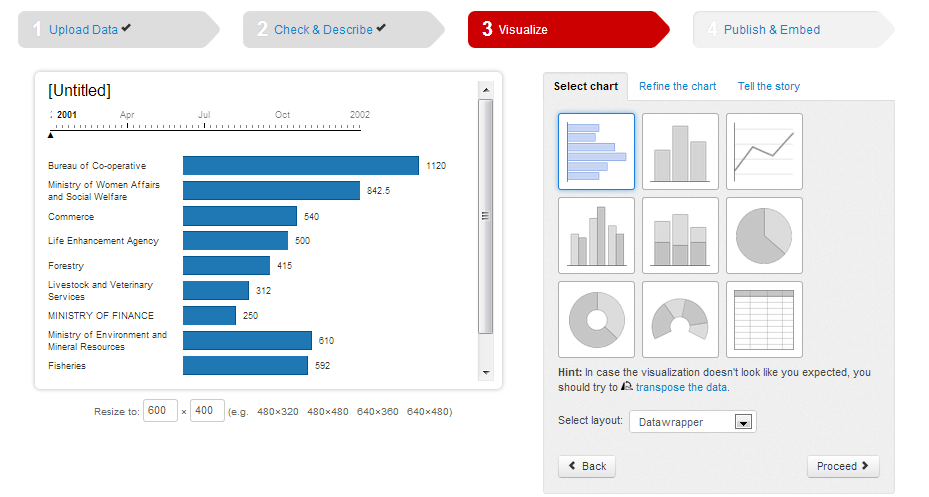 1 Upload Data ✔
2 Check & Describe ✔
3 Visualize
4 Publish & Embed
[Untitled]
: 2001 Apr Jul Oct 2002
Bureau of Co-operative 1120
Ministry of Women Affairs
and Social Welfare 842.5
Commerce 540
Life Enhancement Agency 500
Forestry 415
Livestock and Veterinary
Services 312
MINISTRY OF FINANCE 250
Ministry of Environment and
Mineral Resources 610
Fisheries 592
Resize to: 600 × 400 (e.g. 480×320 480×480 640×360 640×480)
Select chart Refine the chart Tell the story
Hint: In case the visualization doesn't look like you expected, you
should try to transpose the data.
Select layout: Datawrapper
Back Proceed